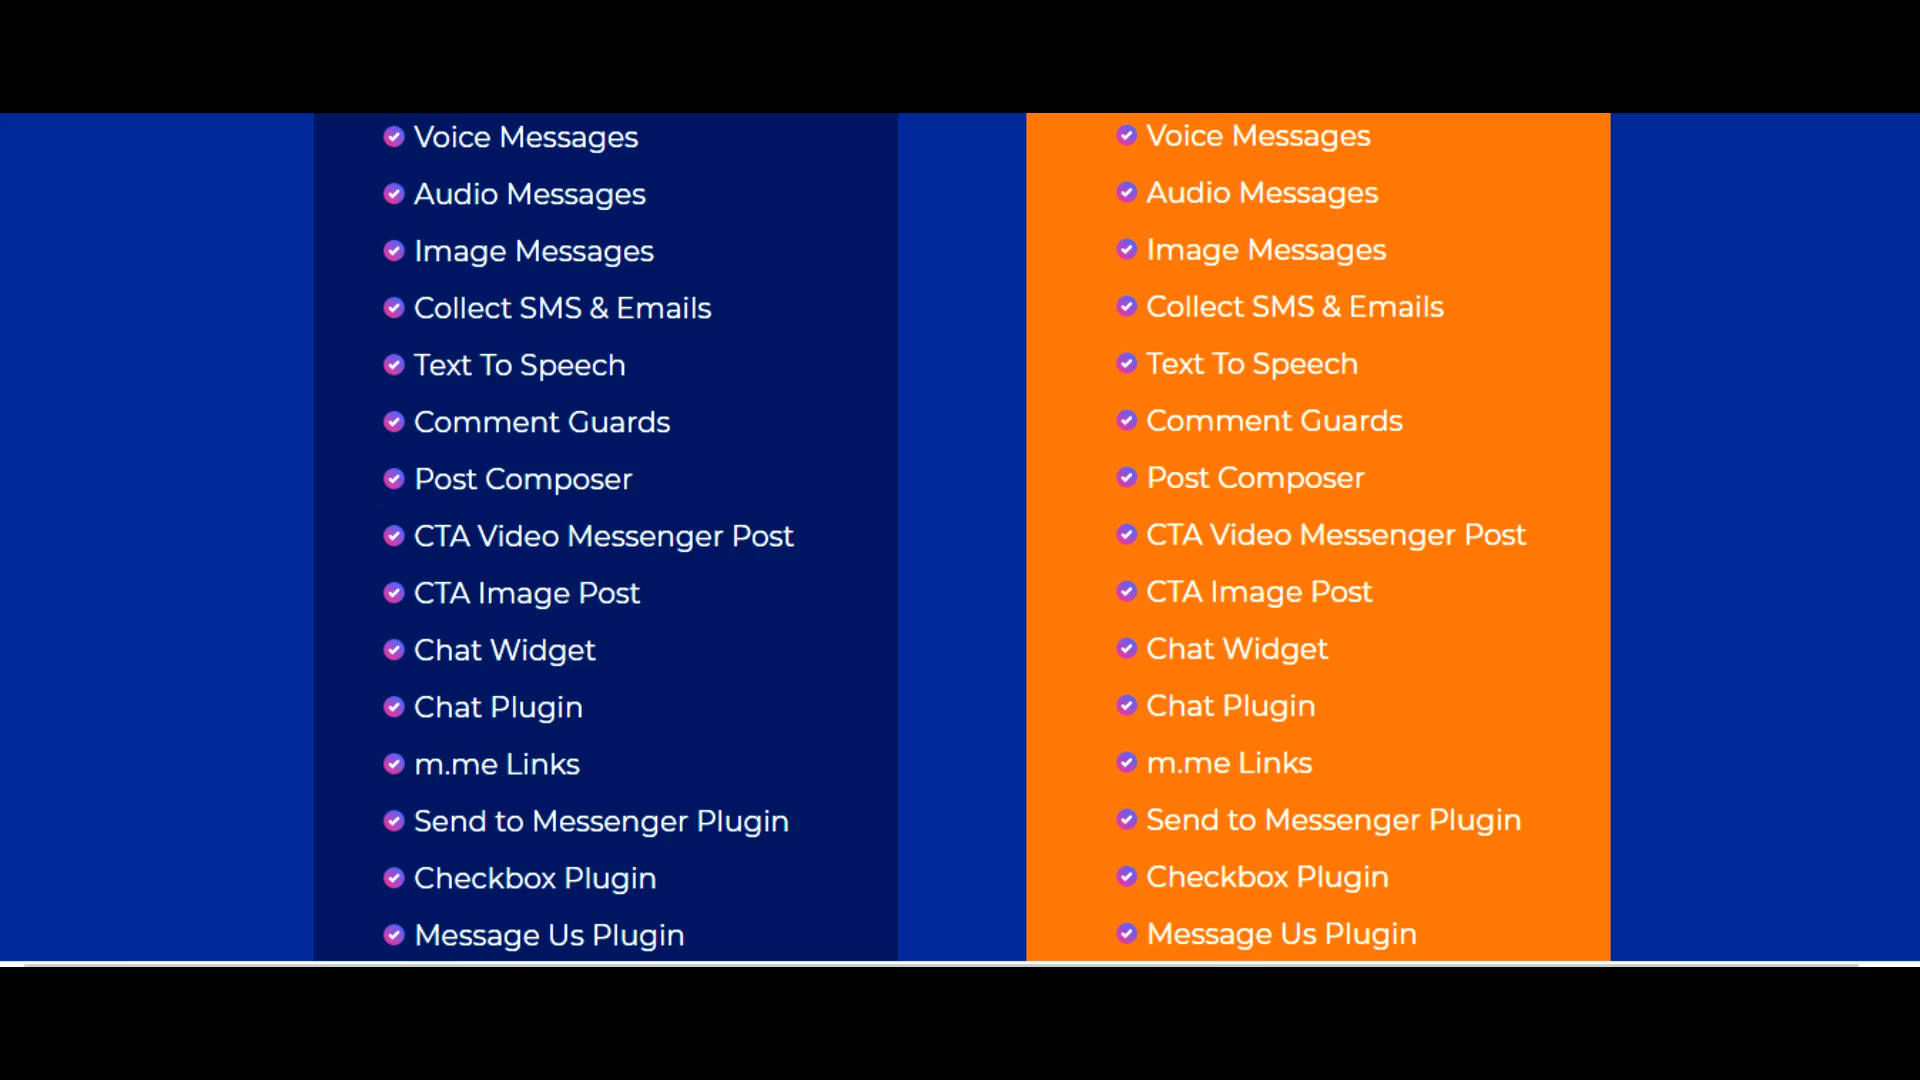 Voice Messages
Audio Messages
Image Messages
Collect SMS & Emails
Text To Speech
Comment Guards
Post Composer
CTA Video Messenger Post
CTA Image Post
Chat Widget
Chat Plugin
m.me Links
Send to Messenger Plugin
Checkbox Plugin
Message Us Plugin
Voice Messages
Audio Messages
Image Messages
Collect SMS & Emails
Text To Speech
Comment Guards
Post Composer
CTA Video Messenger Post
CTA Image Post
Chat Widget
Chat Plugin
m.me Links
Send to Messenger Plugin
Checkbox Plugin
Message Us Plugin